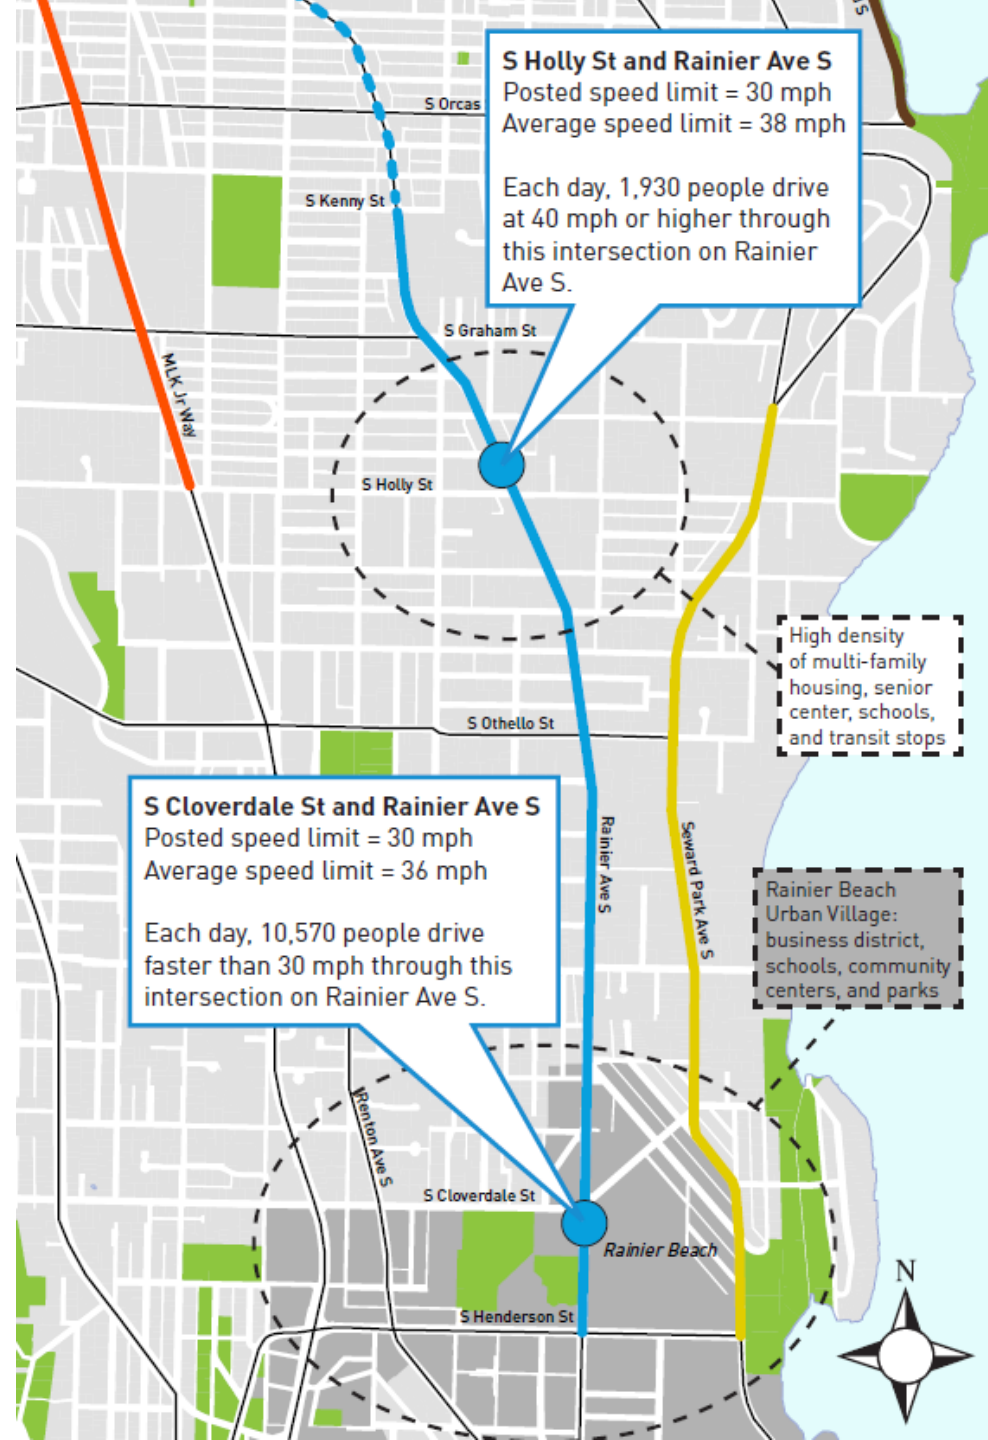 S
S Holly St and Rainier Ave S
Posted speed limit = 30 mph
Average speed limit = 38 mph
Each day, 1,930 people drive
at 40 mph or higher through
this intersection on Rainier
Ave S.
S Orcas
S Kenny St
S Graham St
MLK Jr Way
S Holly St
High density
of multi-family
housing, senior
center, schools,
and transit stops
S Othello St
S Cloverdale St and Rainier Ave S
Posted speed limit = 30 mph
Average speed limit = 36 mph
Each day, 10,570 people drive
faster than 30 mph through this
intersection on Rainier Ave S.
Rainier Ave S
Seward Park Ave S
Rainier Beach
Urban Village:
business district,
schools, community
centers, and parks
Renton Ave S
S Cloverdale St
Rainier Beach
S Henderson St
N